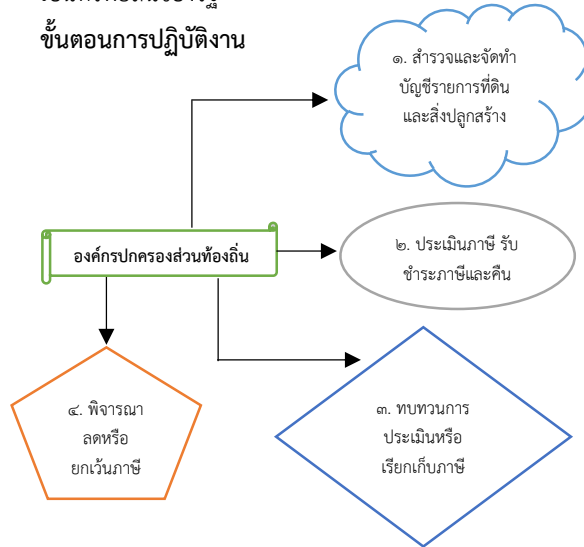 ขั้นตอนการปฏิบัติงาน
๑. สำรวจและจัดทำ
บัญชีรายการที่ดิน
และสิ่งปลูกสร้าง
องค์กรปกครองส่วนท้องถิ่น
๒. ประเมินภาษี รับ
ชำระภาษีและคืน
๔. พิจารณา
ลดหรือ
ยกเว้นภาษี
๓. ทบทวนการ
ประเมินหรือ
เรียกเก็บภาษี